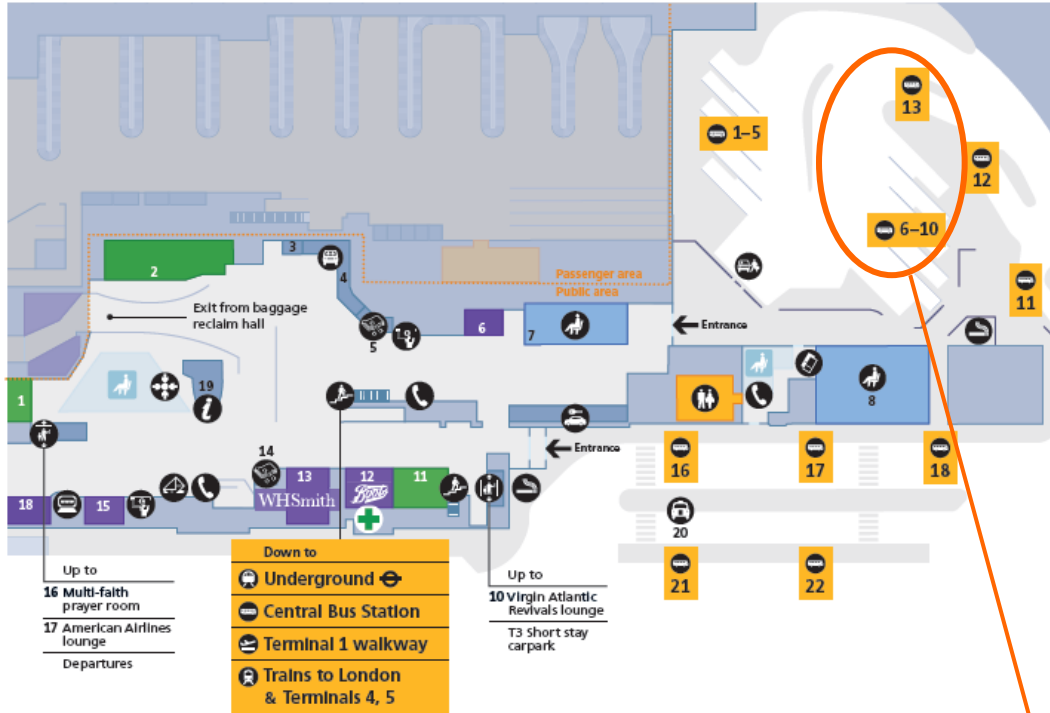 13
1–5
12
6–10
11
2
3
4
Passenger area
Public area
Exit from baggage
reclaim hall
5
6
7
Entrance
1
19
8
Entrance
14
16
17
18
18
15
13
WHSmith
12
Boots
11
20
21
22
Up to
16 Multi-faith
prayer room
17 American Airlines
lounge
Departures
Down to
Underground
Central Bus Station
Terminal 1 walkway
Trains to London
& Terminals 4, 5
Up to
10 Virgin Atlantic
Revivals lounge
T3 Short stay
carpark